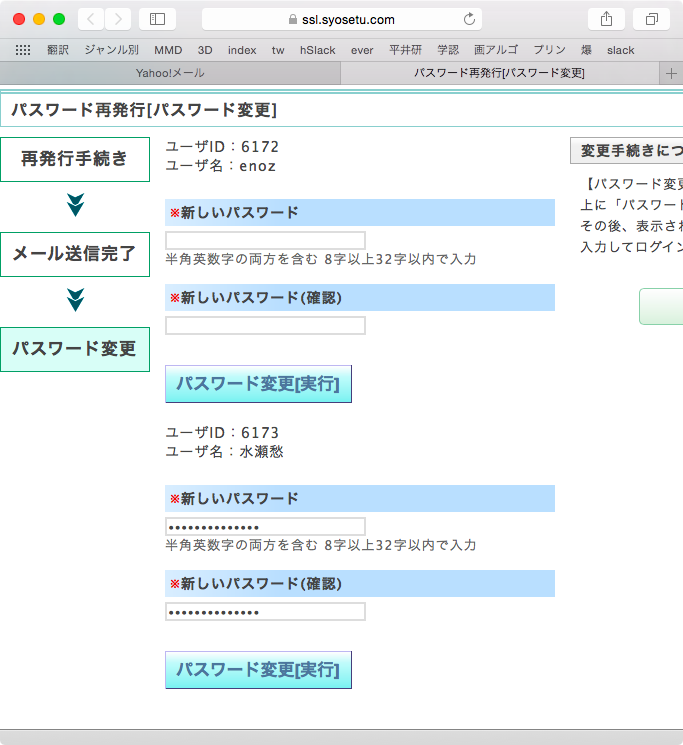 ssl.syosetu.com
翻訳 ジャンル別 MMD 3D index tw hSlack ever 平井研 学認 画アルゴ プリン 爆 slack
Yahoo!メール
パスワード再発行[パスワード変更]
パスワード再発行[パスワード変更]
再発行手続き
メール送信完了
パスワード変更
ユーザID:6172
ユーザ名:enoz
※新しいパスワード
半角英数字の両方を含む 8字以上32字以内で入力
※新しいパスワード(確認)
パスワード変更[実行]
ユーザID:6173
ユーザ名:水瀬愁
※新しいパスワード
••••••••••••••
半角英数字の両方を含む 8字以上32字以内で入力
※新しいパスワード(確認)
••••••••••••••
パスワード変更[実行]
変更手続きにつ
【パスワード変更
上に「パスワード
その後、表示され
入力してログイン